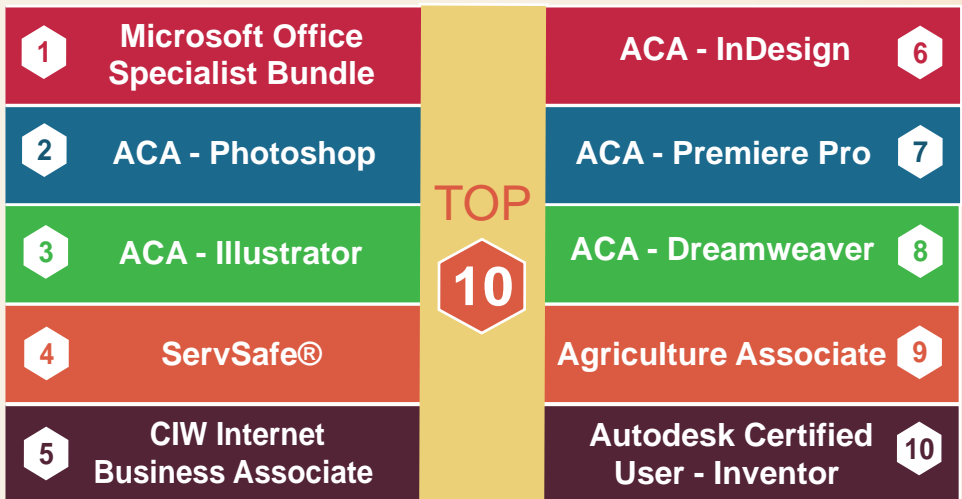 1
Microsoft Office
Specialist Bundle
2
ACA - Photoshop
3
ACA - Illustrator
4
ServSafe®
5
CIW Internet
Business Associate
TOP
10
ACA - InDesign
6
ACA - Premiere Pro
7
ACA - Dreamweaver
8
Agriculture Associate
9
Autodesk Certified
User - Inventor
10